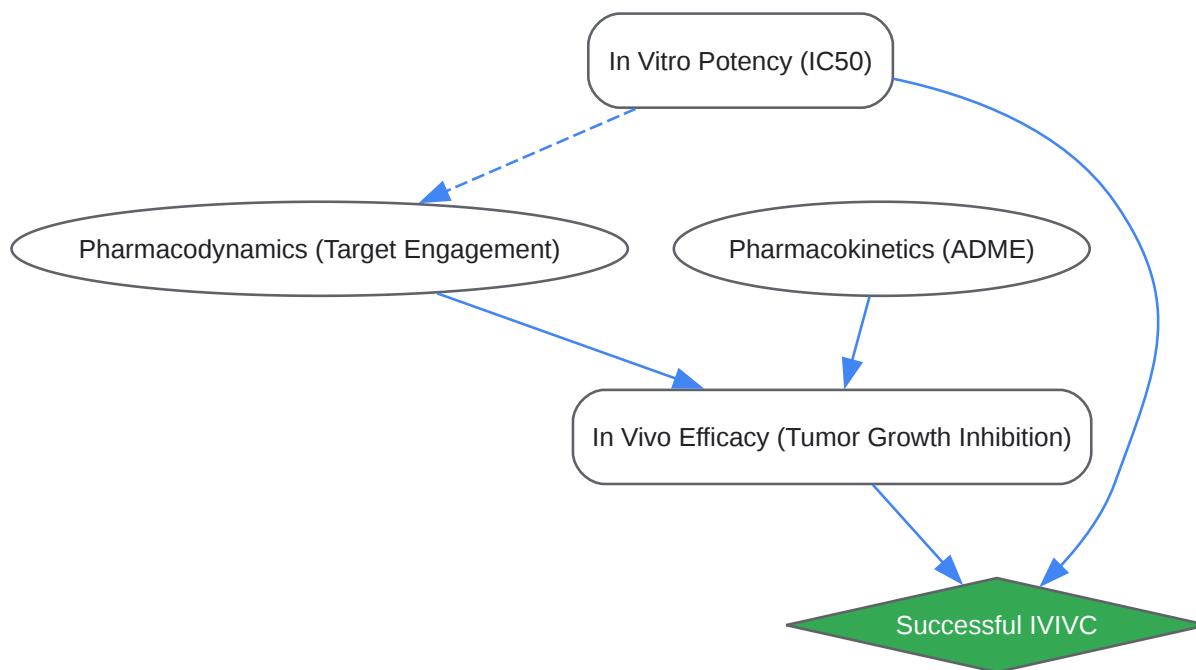 In Vitro Potency (IC50)
Pharmacodynamics (Target Engagement)
Pharmacokinetics (ADME)
In Vivo Efficacy (Tumor Growth Inhibition)
Successful IVIVC